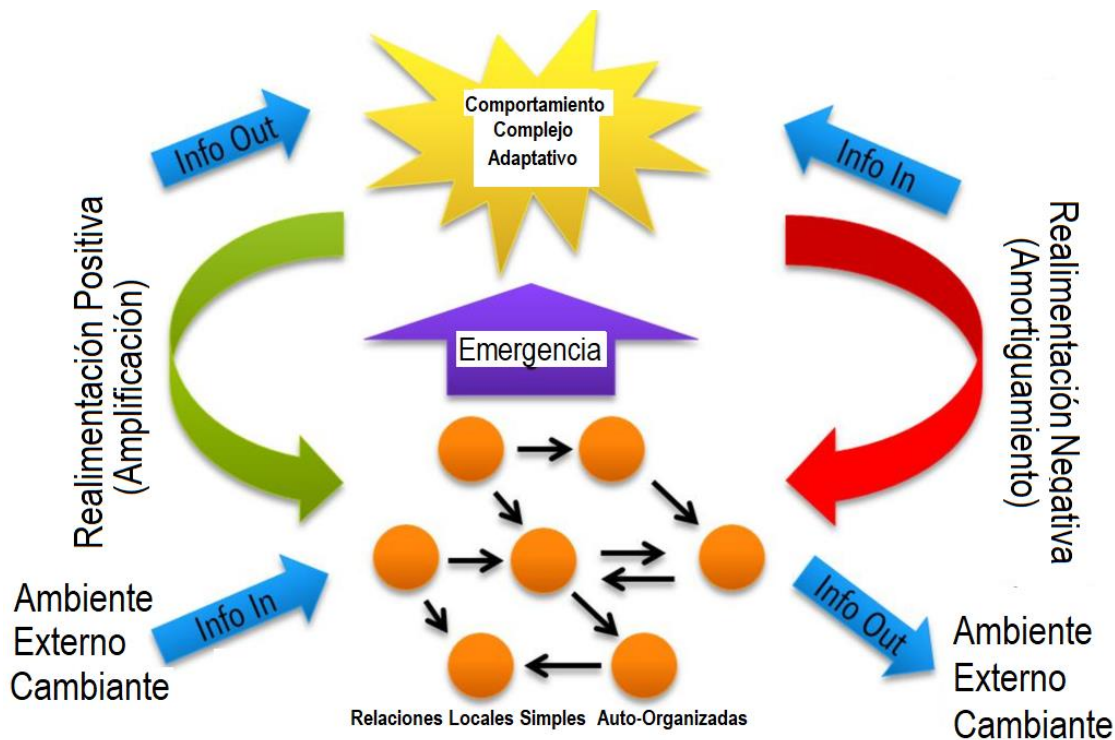 Comportamiento
Complejo
Adaptativo
Info Out
Info In
Realimentación Positiva
(Amplificación)
Emergencia
Realimentación Negativa
(Amortiguamiento)
Ambiente
Externo
Cambiante
Info In
Info Out
Ambiente
Externo
Cambiante
Relaciones Locales Simples Auto-Organizadas